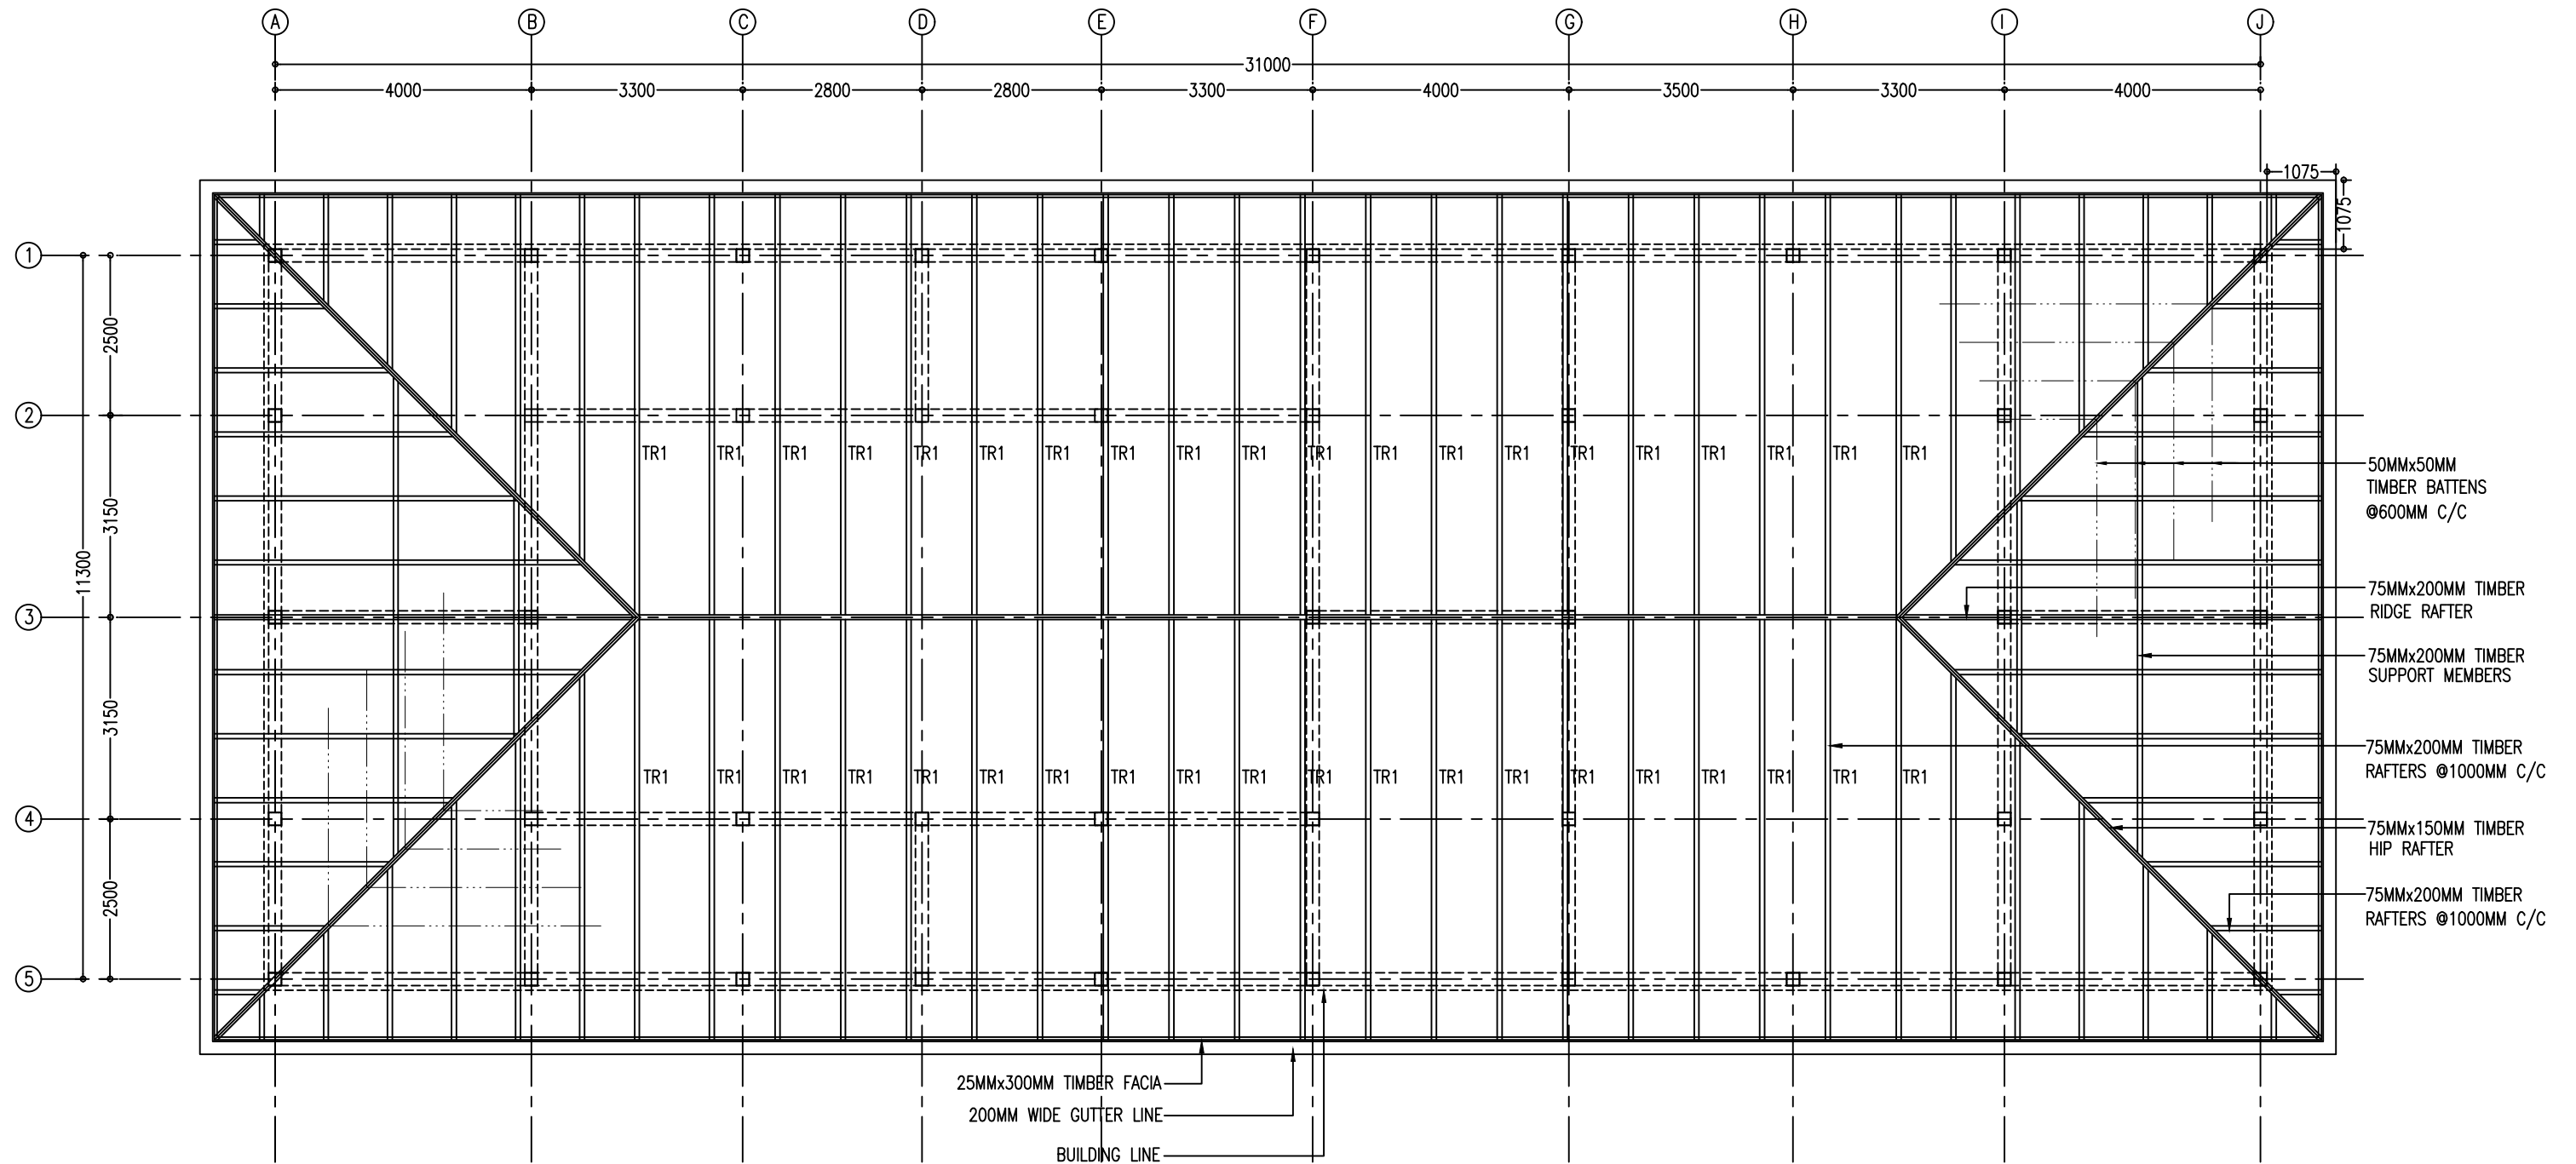 A B C D E F G H I J
31000
4000 3300 2800 2800 3300 4000 3500 3300 4000
1075
1075
1
2500
2
TR1 TR1 TR1 TR1 TR1 TR1 TR1 TR1 TR1 TR1 TR1 TR1 TR1 TR1 TR1 TR1 TR1 TR1 TR1 TR1
50MMx50MM
TIMBER BATTENS
@600MM C/C
3150
11300
75MMx200MM TIMBER
RIDGE RAFTER
3
75MMx200MM TIMBER
SUPPORT MEMBERS
3150
75MMx200MM TIMBER
RAFTERS @1000MM C/C
TR1 TR1 TR1 TR1 TR1 TR1 TR1 TR1 TR1 TR1 TR1 TR1 TR1 TR1 TR1 TR1 TR1 TR1 TR1 TR1
4
75MMx150MM TIMBER
HIP RAFTER
2500
75MMx200MM TIMBER
RAFTERS @1000MM C/C
5
25MMx300MM TIMBER FACIA
200MM WIDE GUTTER LINE
BUILDING LINE